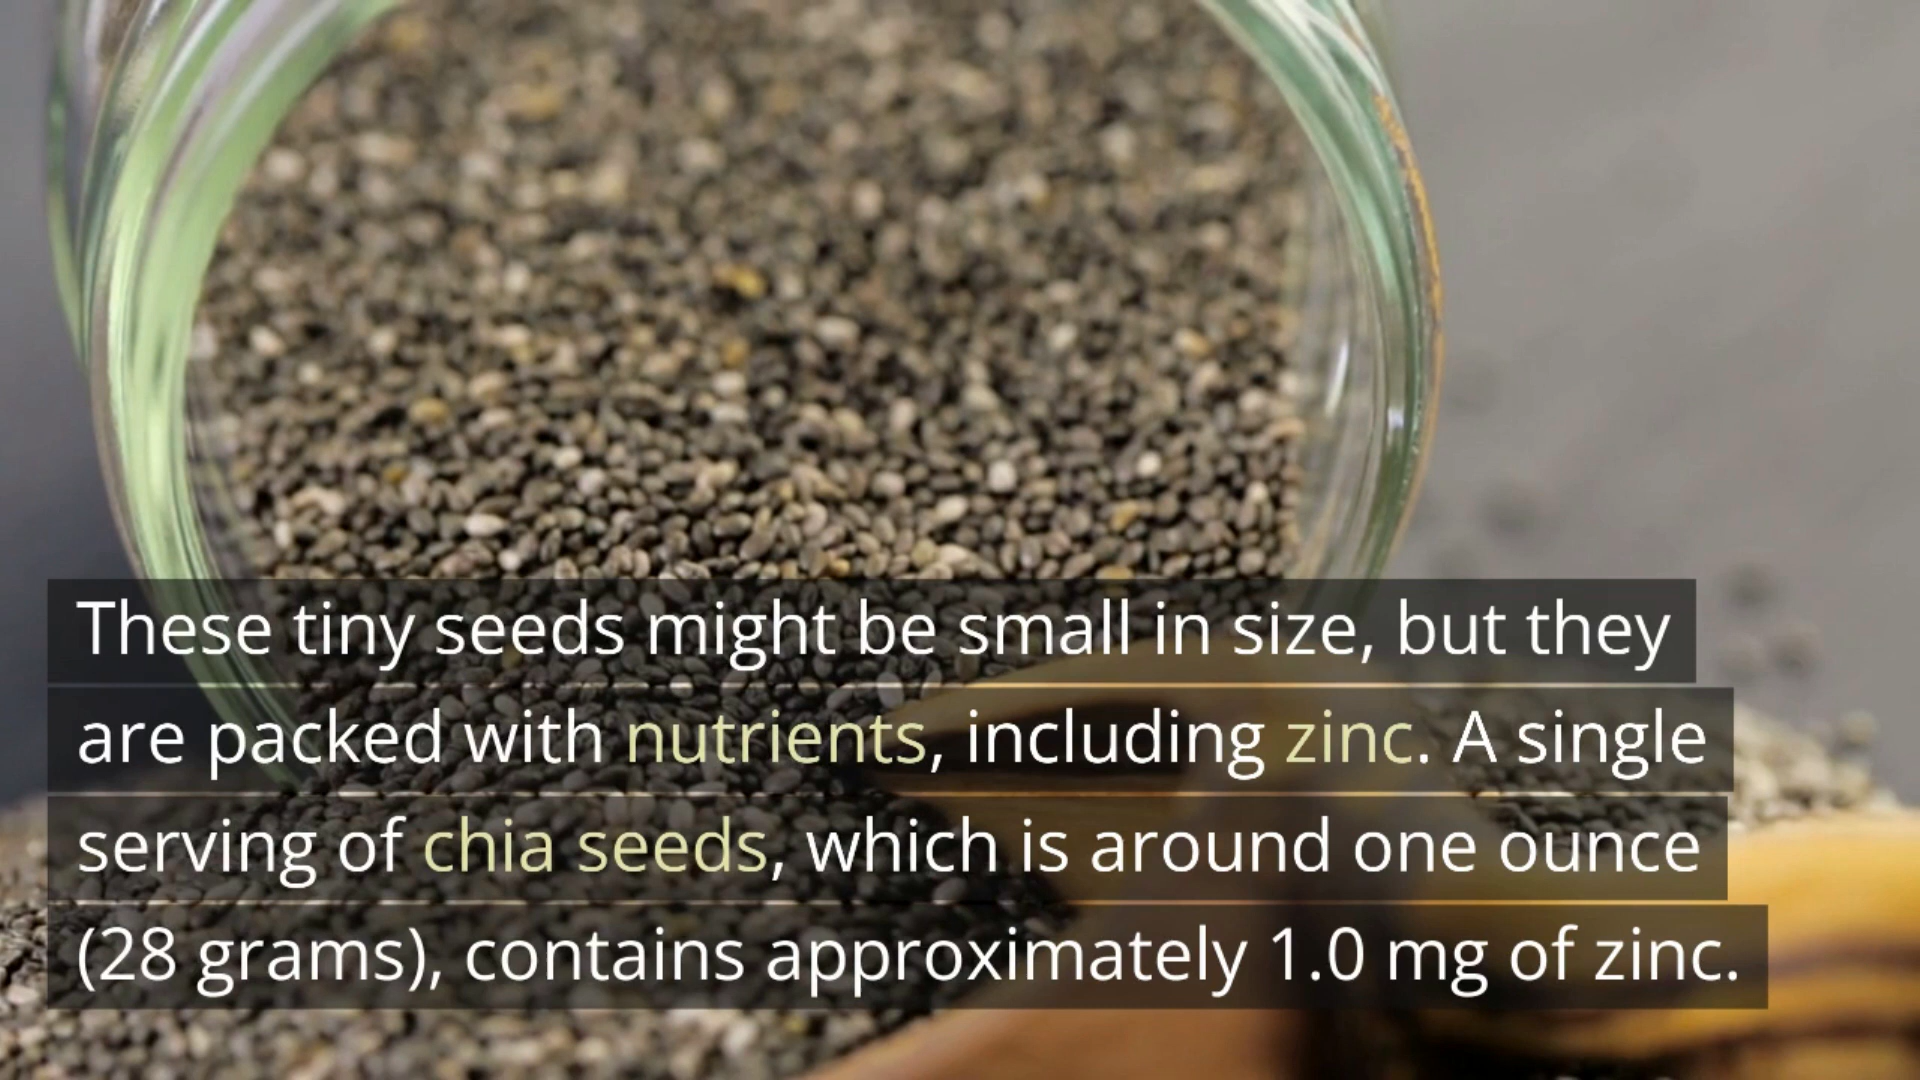 These tiny seeds might be small in size, but they
are packed with nutrients, including zinc. A single
serving of chia seeds, which is around one ounce
(28 grams), contains approximately 1.0 mg of zinc.